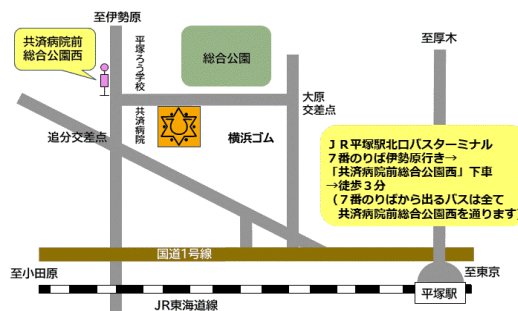 至伊勢原
共済病院前
総合公園西
平塚ろう学校
総合公園
至厚木
大原
交差点
共済病院
追分交差点
横浜ゴム
ＪＲ平塚駅北口バスターミナル
７番のりば伊勢原行き→
「共済病院前総合公園西」下車
→徒歩３分
（７番のりばから出るバスは全て
共済病院前総合公園西を通ります）
国道1号線
至小田原
至東京
平塚駅
JR東海道線